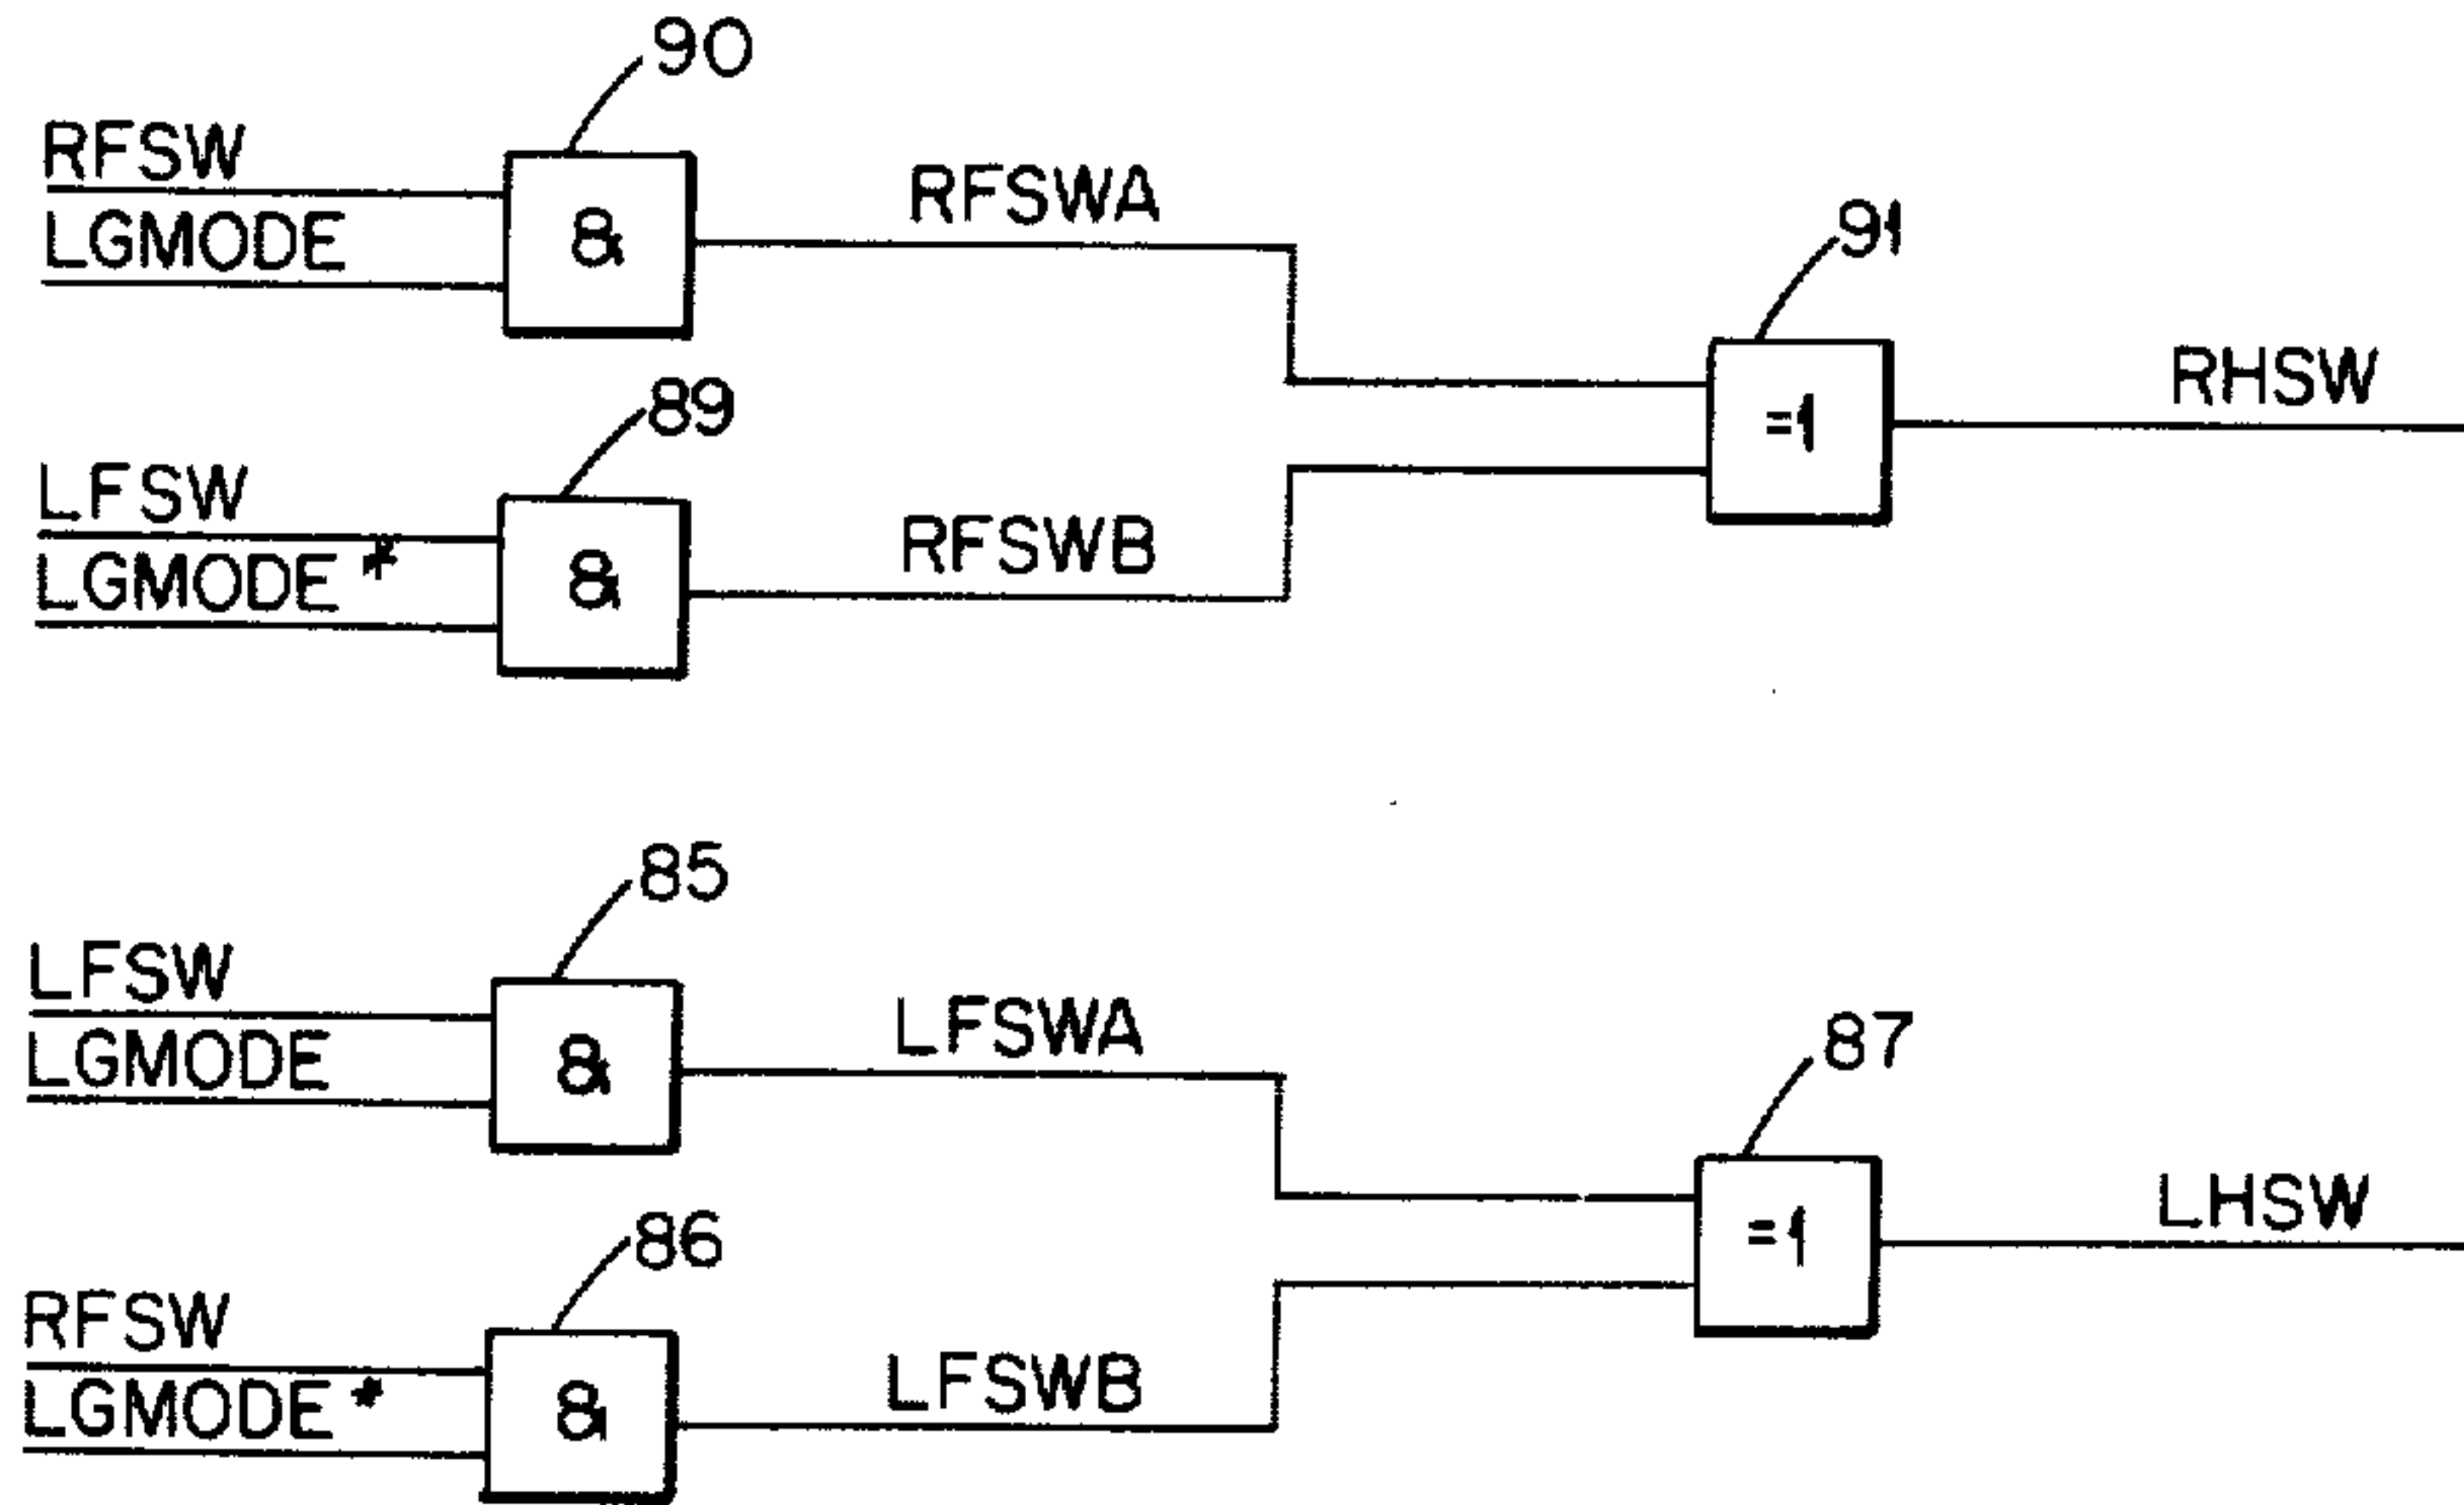 90
RFSW
LGMODE
&
RFSWA
91
=1
RHSW
89
LFSW
LGMODE*
&
RFSWB
85
LFSW
LGMODE
&
LFSWA
87
=1
LHSW
86
RFSW
LGMODE*
&
LFSWB